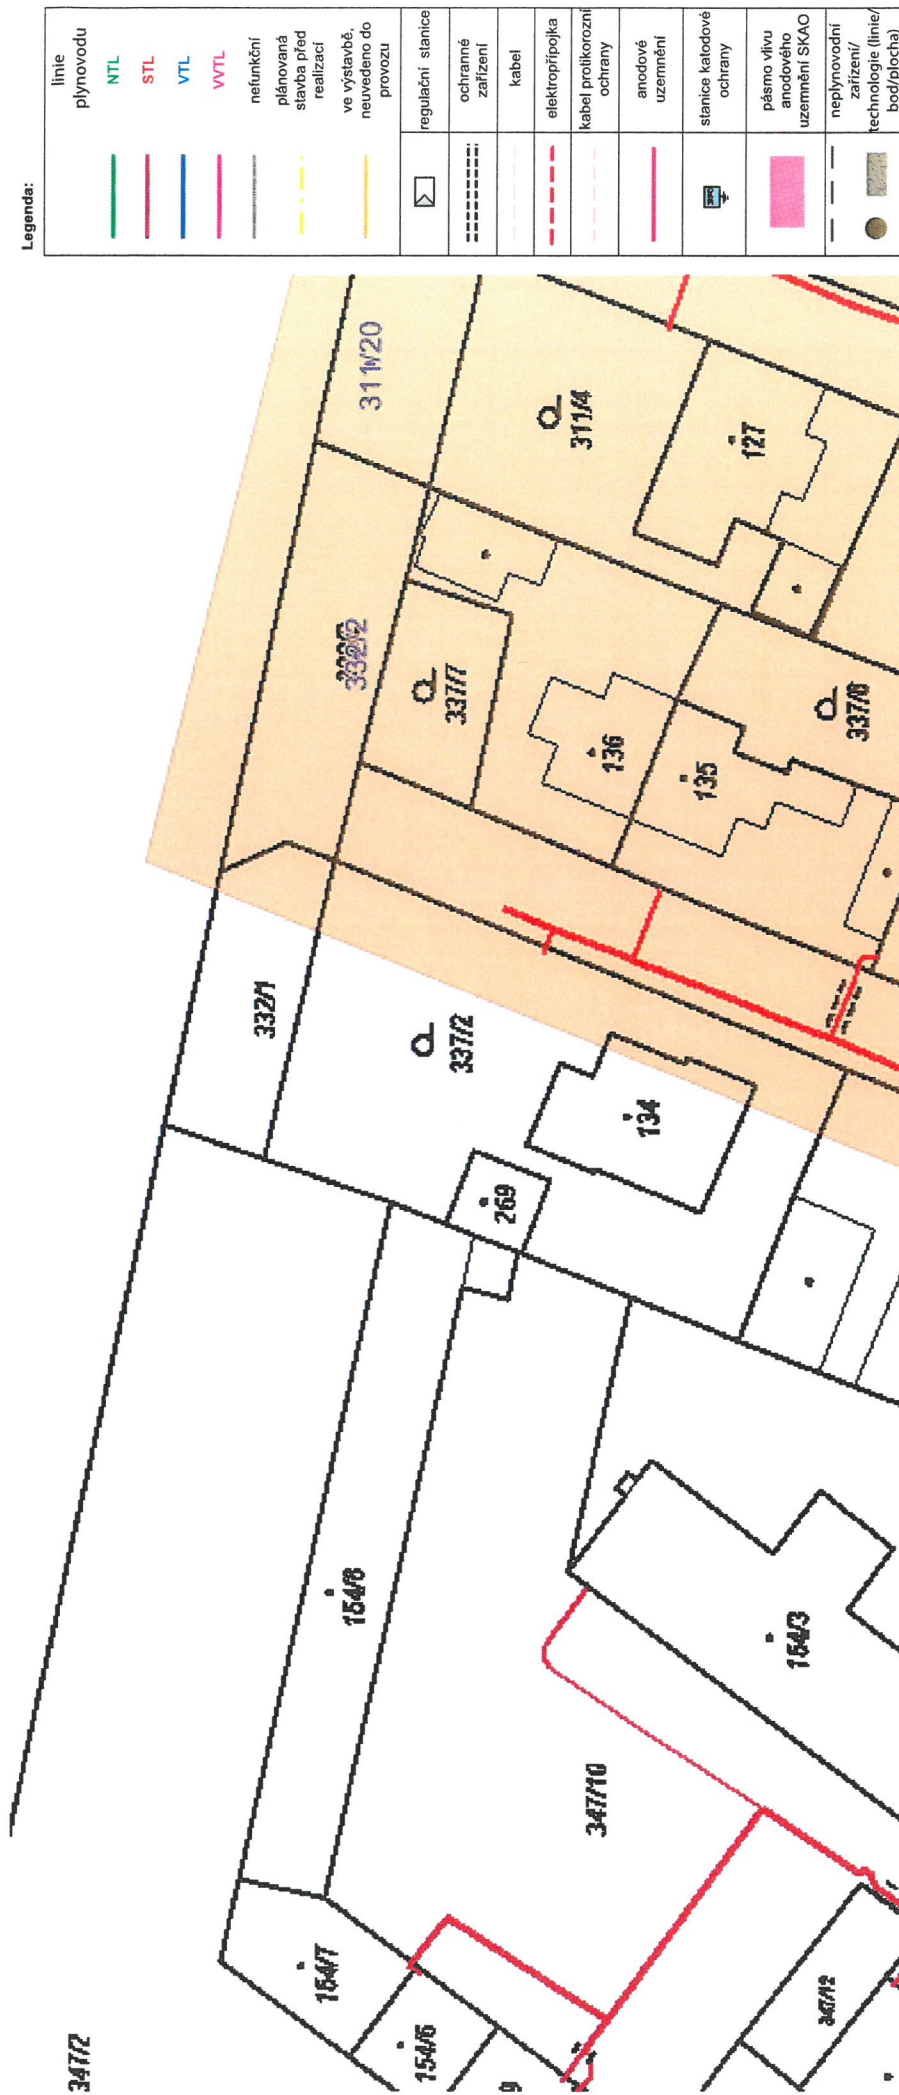 Legenda:
linie
plynovodu
NTL
STL
VTL
VVTL
nefunkční
plánovaná
stavba před
realizací
ve výstavbě,
neuvedeno do
provozu
regulační stanice
ochranné
zařízení
kabel
elektropřípojka
kabel protikorozní
ochrany
anodové
uzemnění
stanice katodové
ochrany
pásmo vlivu
anodového
uzemnění SKAO
neplynovodní
zařízení/
technologie (linie/
bod/plocha)
347/2
154/7
154/6
9
154/8
347/10
347/12
154/3
332/1
337/2
269
134
332/2
337/7
136
135
337/6
311/20
311/4
127